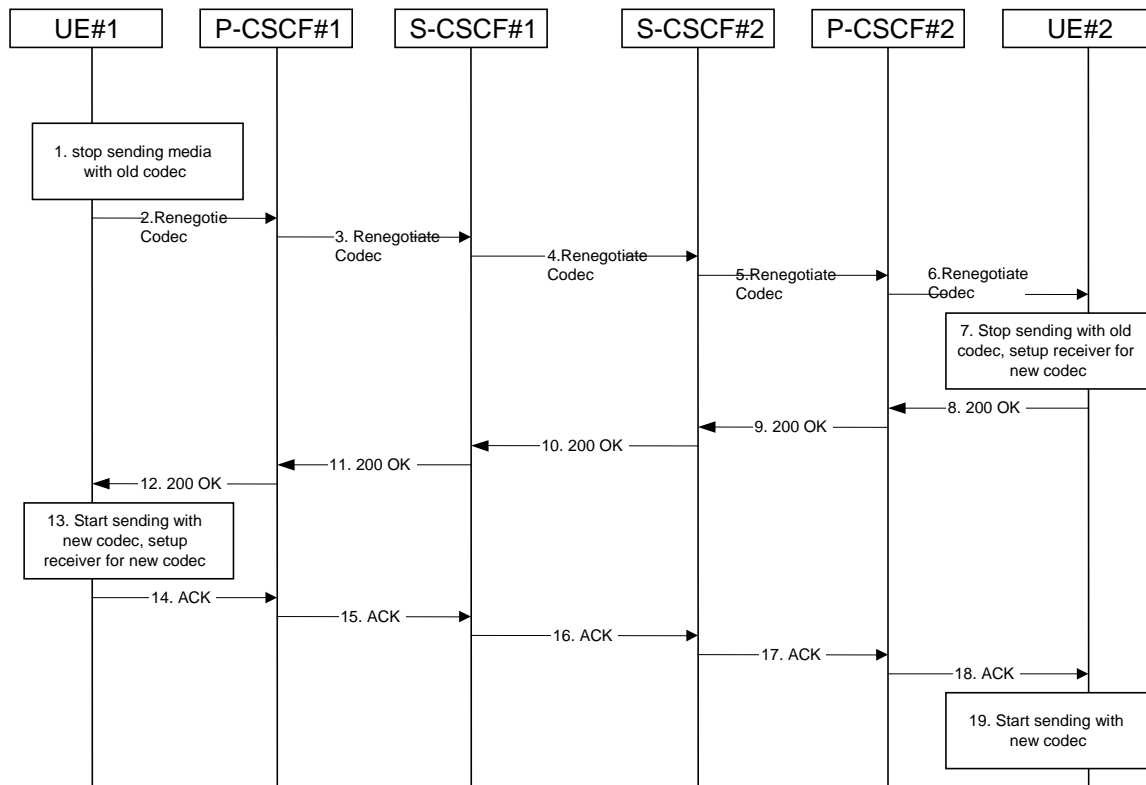 UE#1
P-CSCF#1
S-CSCF#1
S-CSCF#2
P-CSCF#2
UE#2
1. stop sending media
with old codec
2.Renegotie
Codec
3. Renegotiate
Codec
4.Renegotiate
Codec
5.Renegotiate
Codec
6.Renegotiate
Codec
7. Stop sending with old
codec, setup receiver for
new codec
8. 200 OK
9. 200 OK
10. 200 OK
11. 200 OK
12. 200 OK
13. Start sending with
new codec, setup
receiver for new codec
14. ACK
15. ACK
16. ACK
17. ACK
18. ACK
19. Start sending with
new codec